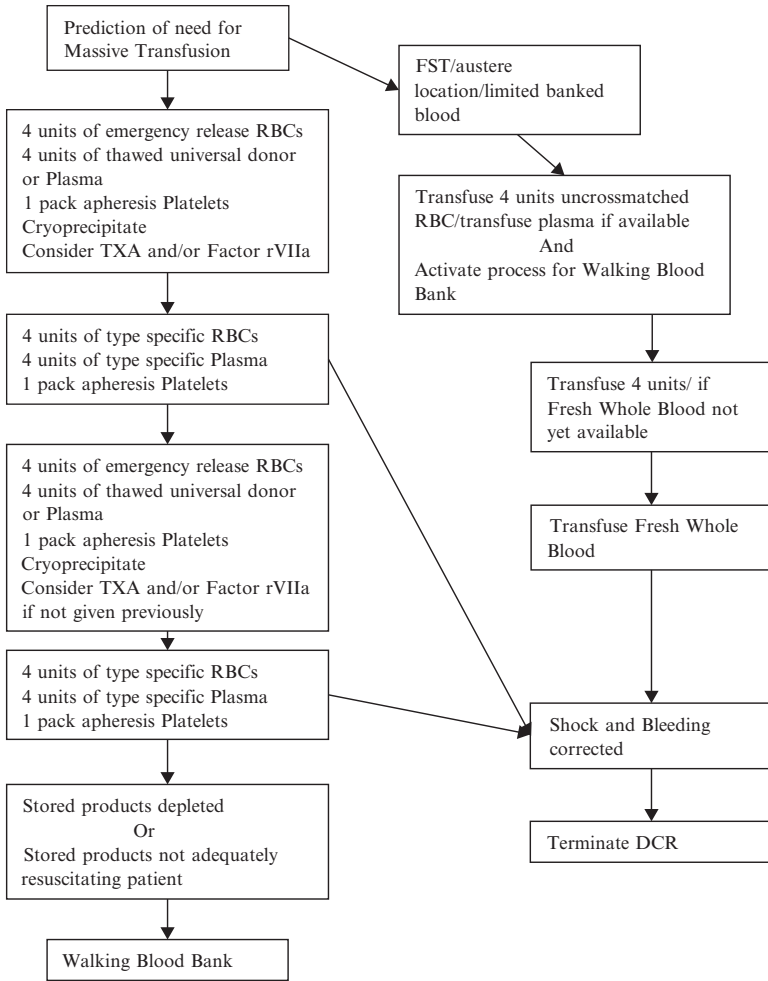 Prediction of need for
Massive Transfusion
4 units of emergency release RBCs
4 units of thawed universal donor
or Plasma
1 pack apheresis Platelets
Cryoprecipitate
Consider TXA and/or Factor rVIIa
4 units of type specific RBCs
4 units of type specific Plasma
1 pack apheresis Platelets
4 units of emergency release RBCs
4 units of thawed universal donor
or Plasma
1 pack apheresis Platelets
Cryoprecipitate
Consider TXA and/or Factor rVIIa
if not given previously
4 units of type specific RBCs
4 units of type specific Plasma
1 pack apheresis Platelets
Stored products depleted
Or
Stored products not adequately
resuscitating patient
Walking Blood Bank
FST/austere
location/limited banked
blood
Transfuse 4 units uncrossmatched
RBC/transfuse plasma if available
And
Activate process for Walking Blood
Bank
Transfuse 4 units/ if
Fresh Whole Blood not
yet available
Transfuse Fresh Whole
Blood
Shock and Bleeding
corrected
Terminate DCR